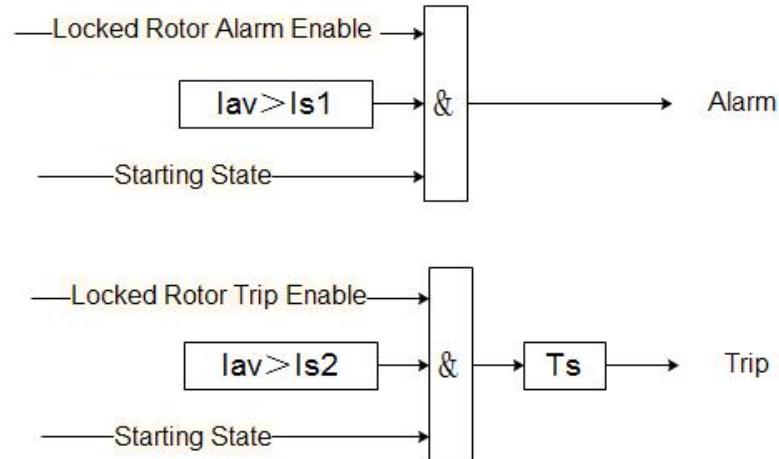 Locked Rotor Alarm Enable
Iav>Is1
&
Alarm
Starting State
Locked Rotor Trip Enable
Iav>Is2
&
Ts
Trip
Starting State